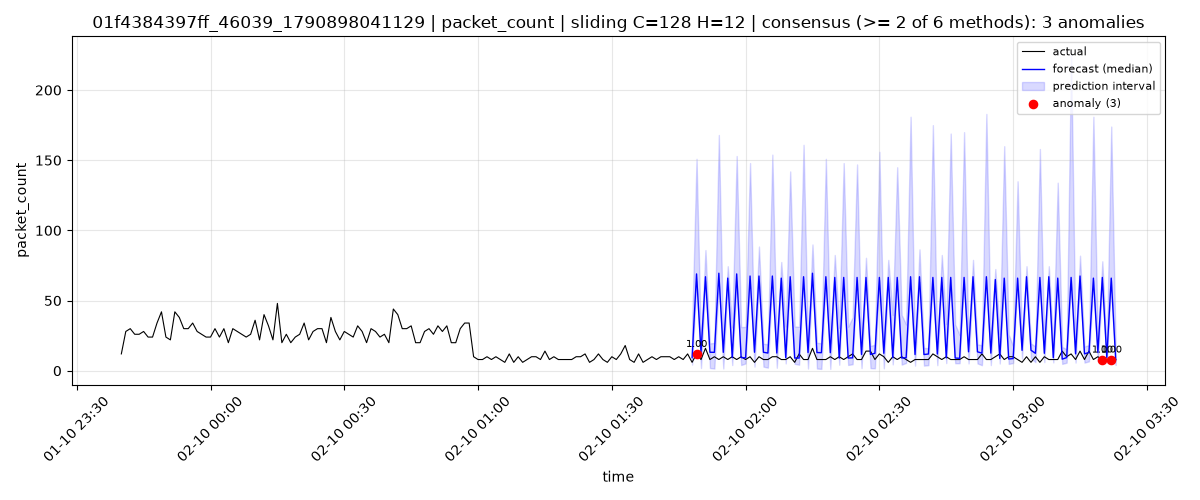 01f4384397ff_46039_1790898041129 | packet_count | sliding C=128 H=12 | consensus (>= 2 of 6 methods): 3 anomalies
actual
forecast (median)
prediction interval
anomaly (3)
packet_count
200
150
100
50
0
1.00
01-10 23:30
02-10 00:00
02-10 00:30
02-10 01:00
02-10 01:30
02-10 02:00
02-10 02:30
02-10 03:00
02-10 03:30
time